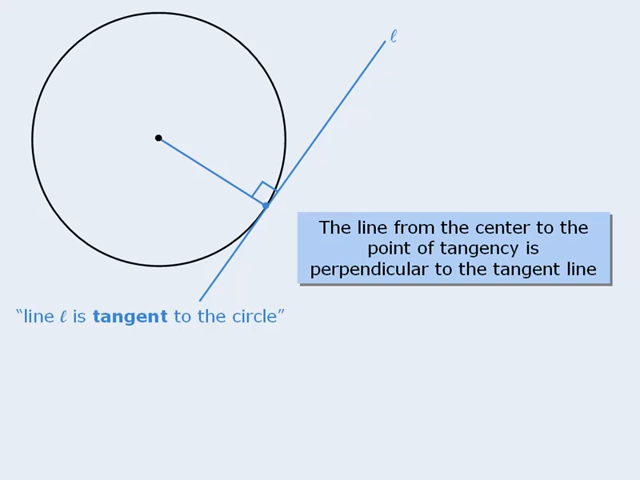 ℓ
The line from the center to the
point of tangency is
perpendicular to the tangent line
“line ℓ is tangent to the circle”